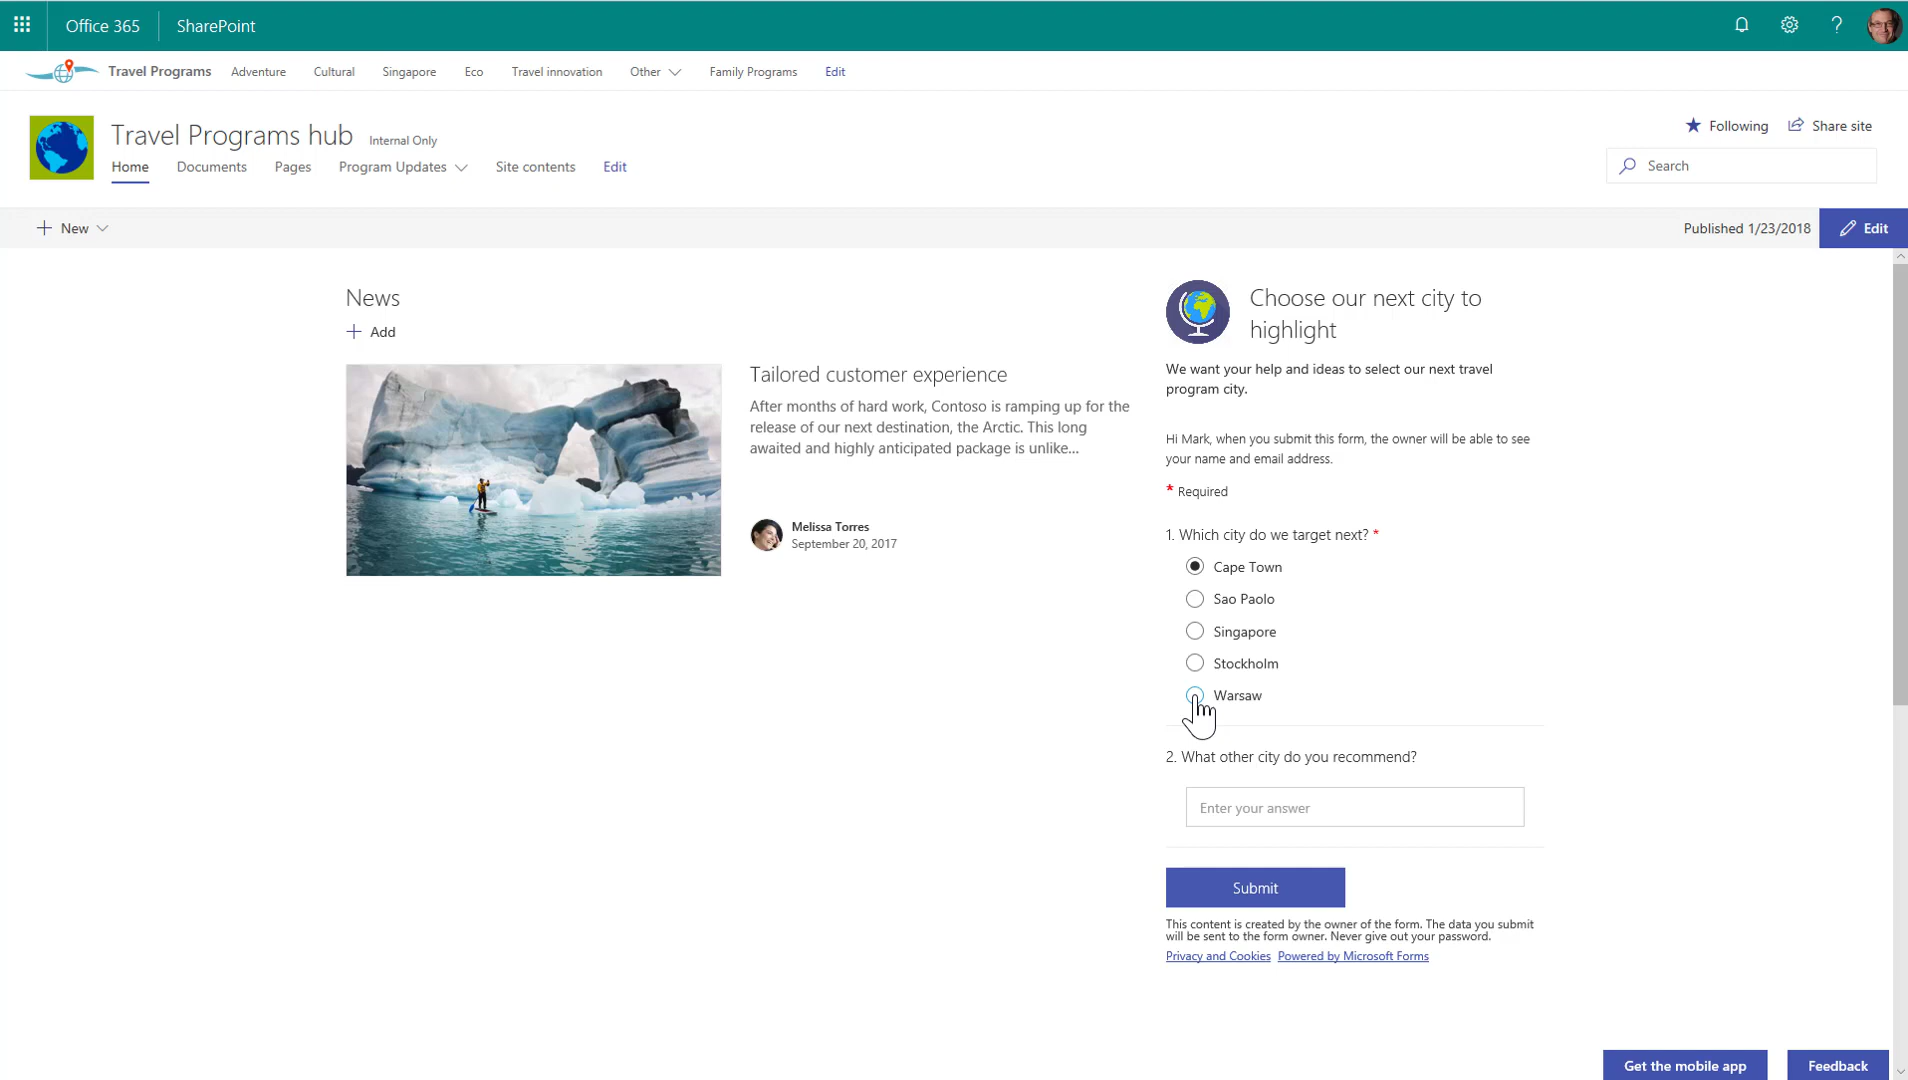 Office 365 SharePoint ?
Travel Programs Adventure Cultural Singapore Eco Travel innovation Other Family Programs Edit
Travel Programs hub Internal Only
Following Share site
Home Documents Pages Program Updates Site contents Edit
Search
New
Published 1/23/2018 Edit
News
Add
Tailored customer experience
After months of hard work, Contoso is ramping up for the
release of our next destination, the Arctic. This long
awaited and highly anticipated package is unlike...
Melissa Torres
September 20, 2017
Choose our next city to
highlight
We want your help and ideas to select our next travel
program city.
Hi Mark, when you submit this form, the owner will be able to see
your name and email address.
* Required
1. Which city do we target next? *
Cape Town
Sao Paolo
Singapore
Stockholm
Warsaw
2. What other city do you recommend?
Enter your answer
Submit
This content is created by the owner of the form. The data you submit
will be sent to the form owner. Never give out your password.
Privacy and Cookies Powered by Microsoft Forms
Get the mobile app Feedback